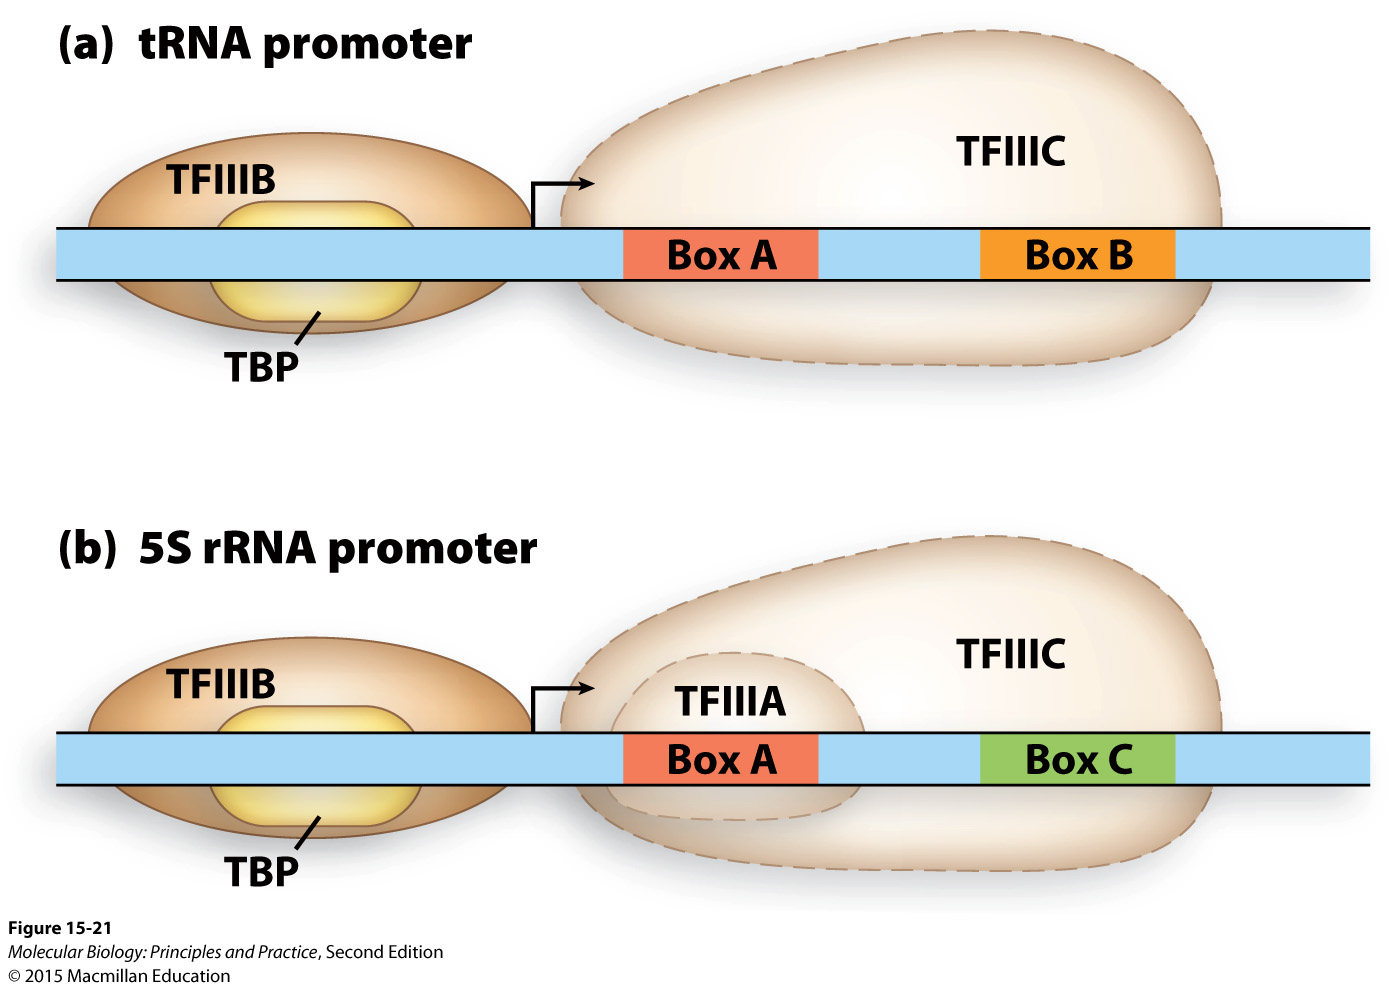 (a) tRNA promoter
TFIIIC
TFIIIB
Box A
Box B
TBP
(b) 5S rRNA promoter
TFIIIC
TFIIIB
TFIIIA
Box A
Box C
TBP
Figure 15-21
Molecular Biology: Principles and Practice, Second Edition
© 2015 Macmillan Education